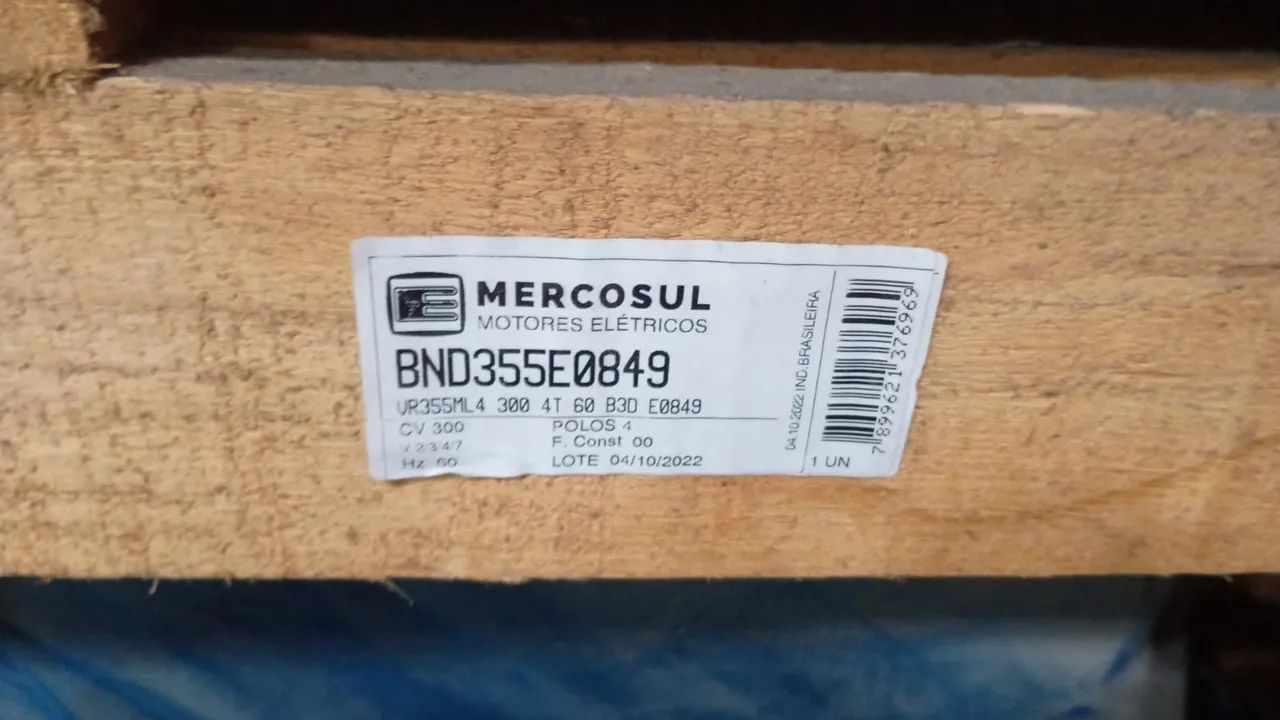 MERCOSUL
MOTORES ELÉTRICOS
BND355E0849
VR355ML4 300 4T 60 B3D E0849
CV 300
POLOS 4
V 2/3/4/7
F. Const 00
Hz 60
LOTE 04/10/2022
04.10.2022 IND.BRASILEIRA
1 UN
7899621376969